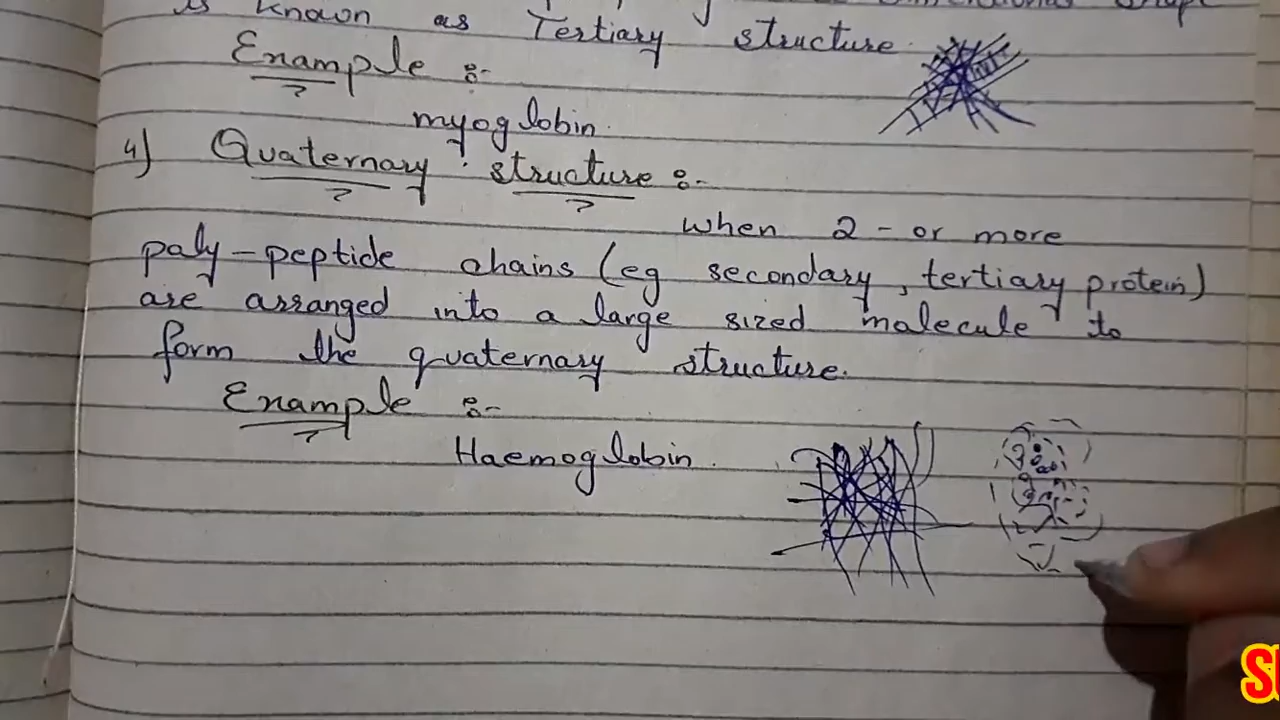 is known as Tertiary structure.
Example :-
myoglobin.
4) Quaternary structure :-
when 2-or more
paly-peptide chains (eg secondary, tertiary protein)
are arranged into a large sized molecule to
form the quaternary structure.
Example :-
Haemoglobin.